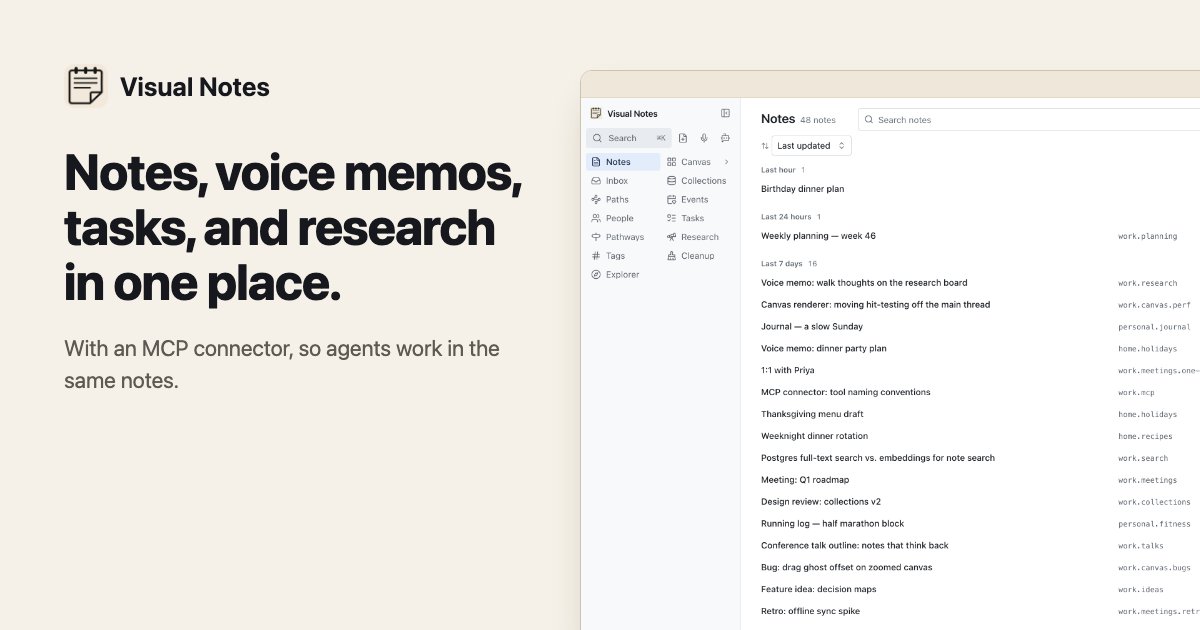 Visual Notes
Notes, voice memos,
tasks, and research
in one place.
With an MCP connector, so agents work in the
same notes.
Visual Notes
Search ⌘K
Notes
Canvas
Inbox
Collections
Paths
Events
People
Tasks
Pathways
Research
Tags
Cleanup
Explorer
Notes 48 notes
Search notes
Last updated
Last hour 1
Birthday dinner plan
Last 24 hours 1
Weekly planning — week 46 work.planning
Last 7 days 16
Voice memo: walk thoughts on the research board work.research
Canvas renderer: moving hit-testing off the main thread work.canvas.perf
Journal — a slow Sunday personal.journal
Voice memo: dinner party plan home.holidays
1:1 with Priya work.meetings.one-
MCP connector: tool naming conventions work.mcp
Thanksgiving menu draft home.holidays
Weeknight dinner rotation home.recipes
Postgres full-text search vs. embeddings for note search work.search
Meeting: Q1 roadmap work.meetings
Design review: collections v2 work.collections
Running log — half marathon block personal.fitness
Conference talk outline: notes that think back work.talks
Bug: drag ghost offset on zoomed canvas work.canvas.bugs
Feature idea: decision maps work.ideas
Retro: offline sync spike work.meetings.retr